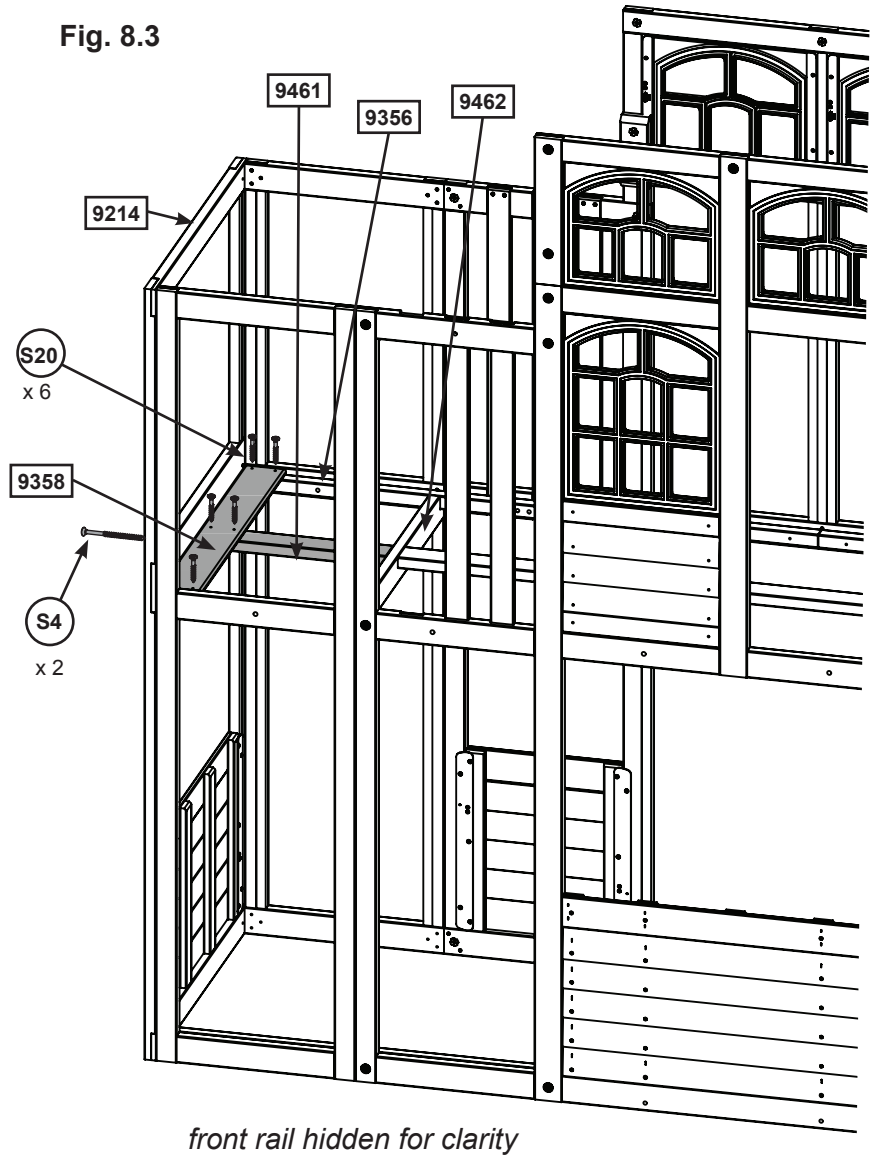 Fig. 8.3
9461
9356
9462
9214
S20
x 6
9358
S4
x 2
front rail hidden for clarity